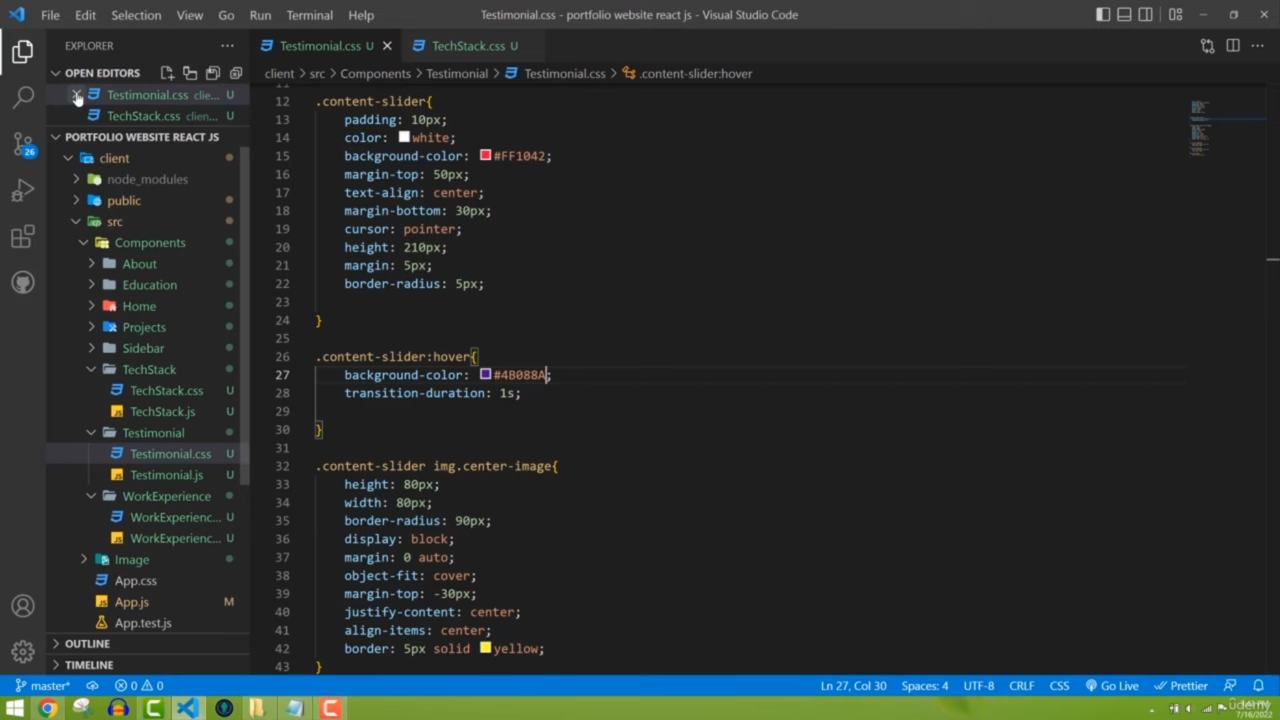 File Edit Selection View Go Run Terminal Help Testimonial.css - portfolio website react js - Visual Studio Code
EXPLORER
Testimonial.css U
TechStack.css U
OPEN EDITORS
client > src > Components > Testimonial > Testimonial.css > .content-slider:hover
Testimonial.css clie... U
TechStack.css clien... U
PORTFOLIO WEBSITE REACT JS
client
node_modules
public
src
Components
About
Education
Home
Projects
Sidebar
TechStack
TechStack.css U
TechStack.js U
Testimonial
Testimonial.css U
Testimonial.js U
WorkExperience
WorkExperienc... U
WorkExperienc... U
Image
App.css
App.js M
App.test.js
OUTLINE
TIMELINE
26
11
12 .content-slider{
13 padding: 10px;
14 color: white;
15 background-color: #FF1042;
16 margin-top: 50px;
17 text-align: center;
18 margin-bottom: 30px;
19 cursor: pointer;
20 height: 210px;
21 margin: 5px;
22 border-radius: 5px;
23
24 }
25
26 .content-slider:hover{
27 background-color: #4B088A;
28 transition-duration: 1s;
29
30 }
31
32 .content-slider img.center-image{
33 height: 80px;
34 width: 80px;
35 border-radius: 90px;
36 display: block;
37 margin: 0 auto;
38 object-fit: cover;
39 margin-top: -30px;
40 justify-content: center;
41 align-items: center;
42 border: 5px solid yellow;
43 }
master* 0 0 Ln 27, Col 30 Spaces: 4 UTF-8 CRLF CSS Go Live Prettier
7/16/2022
udemy